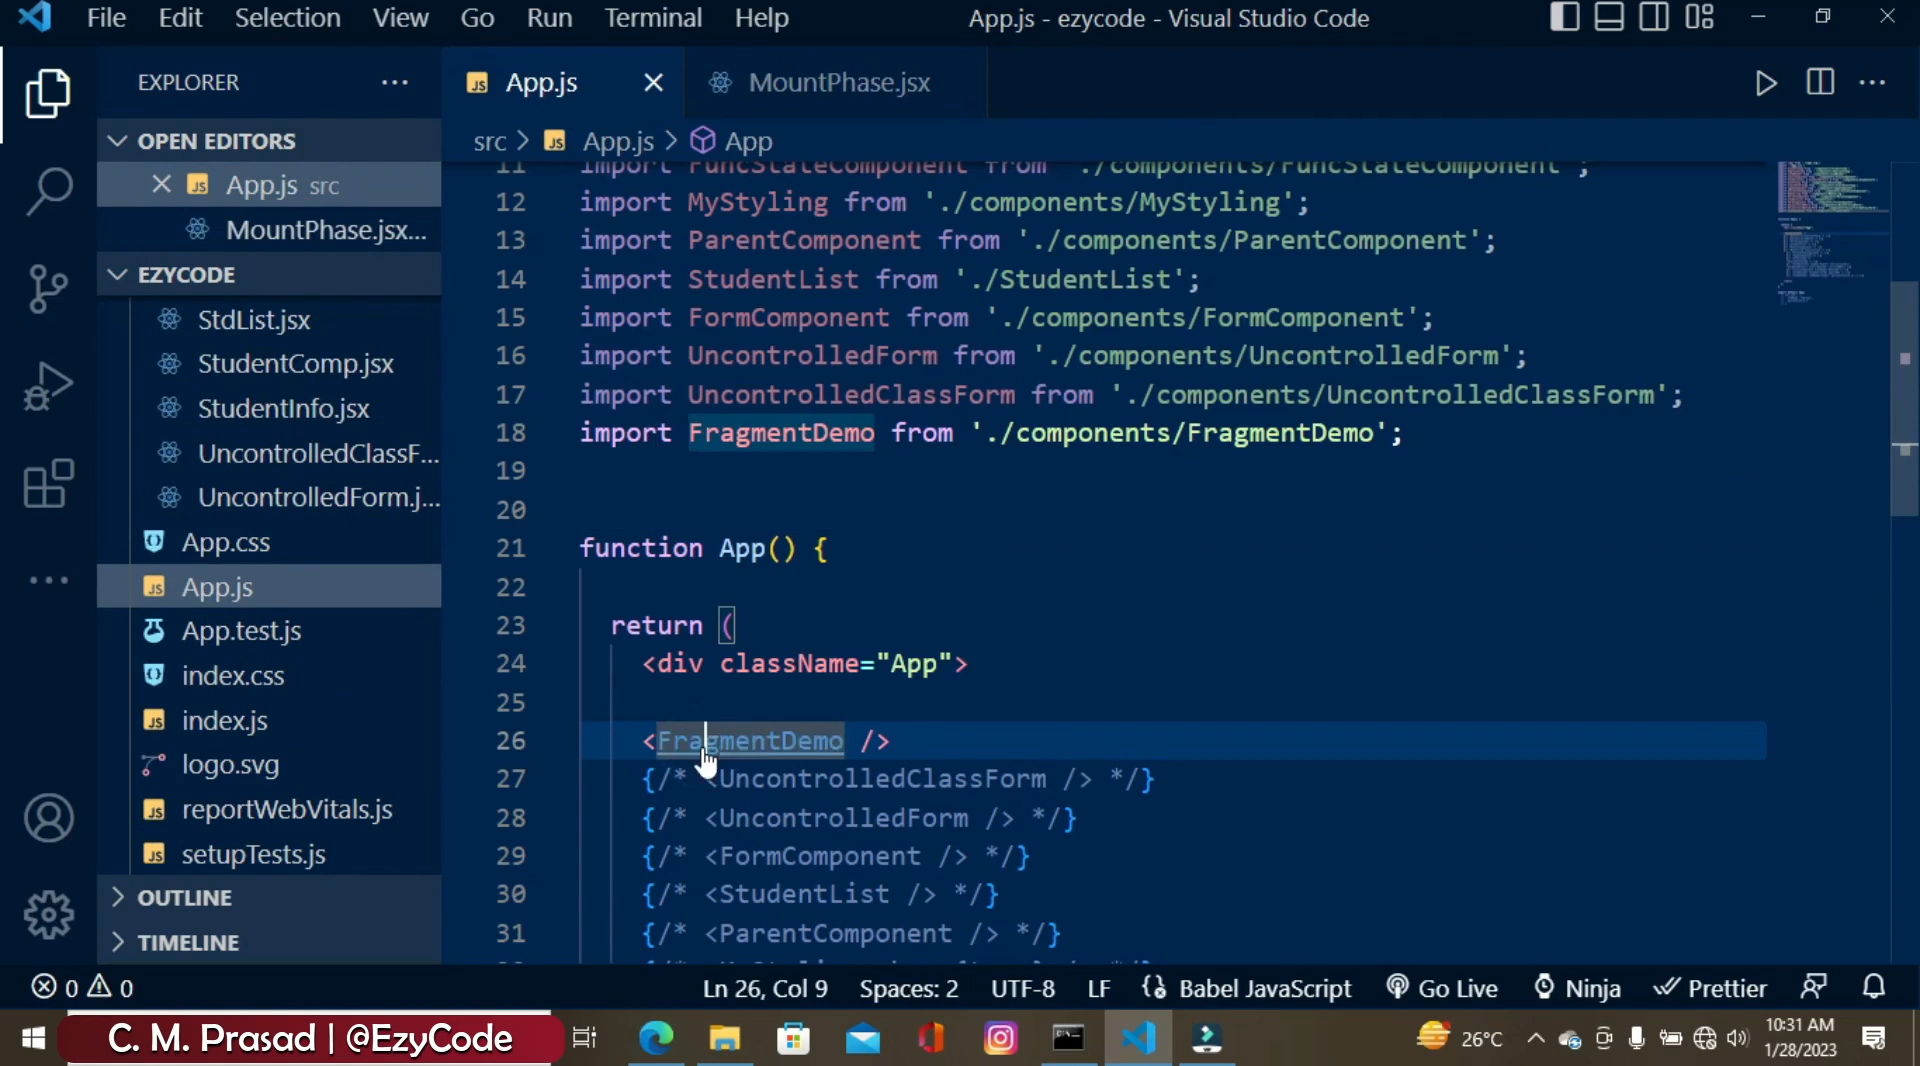 File Edit Selection View Go Run Terminal Help
App.js - ezycode - Visual Studio Code
EXPLORER
OPEN EDITORS
App.js src
MountPhase.jsx...
EZYCODE
StdList.jsx
StudentComp.jsx
StudentInfo.jsx
UncontrolledClassF...
UncontrolledForm.j...
App.css
App.js
App.test.js
index.css
index.js
logo.svg
reportWebVitals.js
setupTests.js
OUTLINE
TIMELINE
App.js
MountPhase.jsx
src > App.js > App
11 import FuncStateComponent from './components/FuncStateComponent';
12 import MyStyling from './components/MyStyling';
13 import ParentComponent from './components/ParentComponent';
14 import StudentList from './StudentList';
15 import FormComponent from './components/FormComponent';
16 import UncontrolledForm from './components/UncontrolledForm';
17 import UncontrolledClassForm from './components/UncontrolledClassForm';
18 import FragmentDemo from './components/FragmentDemo';
19
20
21 function App() {
22
23 return (
24 <div className="App">
25
26 <FragmentDemo />
27 {/* <UncontrolledClassForm /> */}
28 {/* <UncontrolledForm /> */}
29 {/* <FormComponent /> */}
30 {/* <StudentList /> */}
31 {/* <ParentComponent /> */}
0 0
Ln 26, Col 9 Spaces: 2 UTF-8 LF Babel JavaScript Go Live Ninja Prettier
C. M. Prasad | @EzyCode
26°C
10:31 AM
1/28/2023